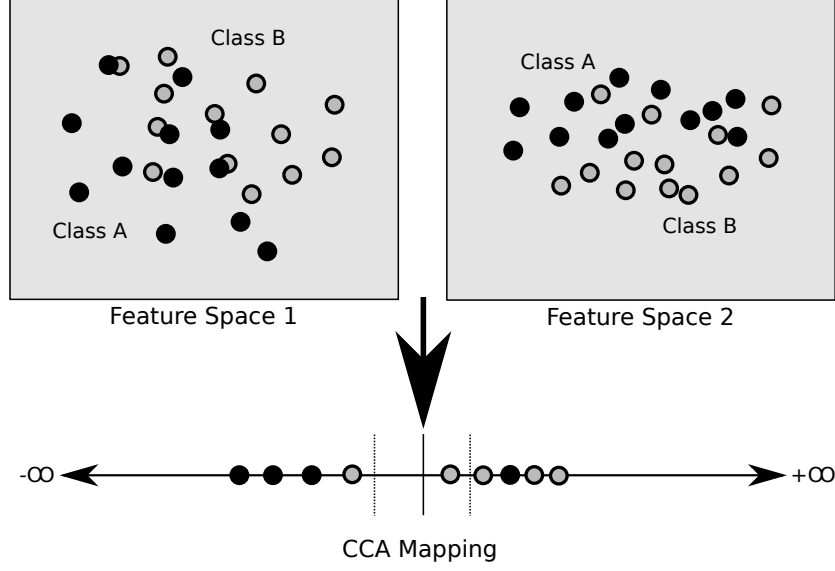 Class B
Class A
Feature Space 1
Class A
Class B
Feature Space 2
-∞
+∞
CCA Mapping